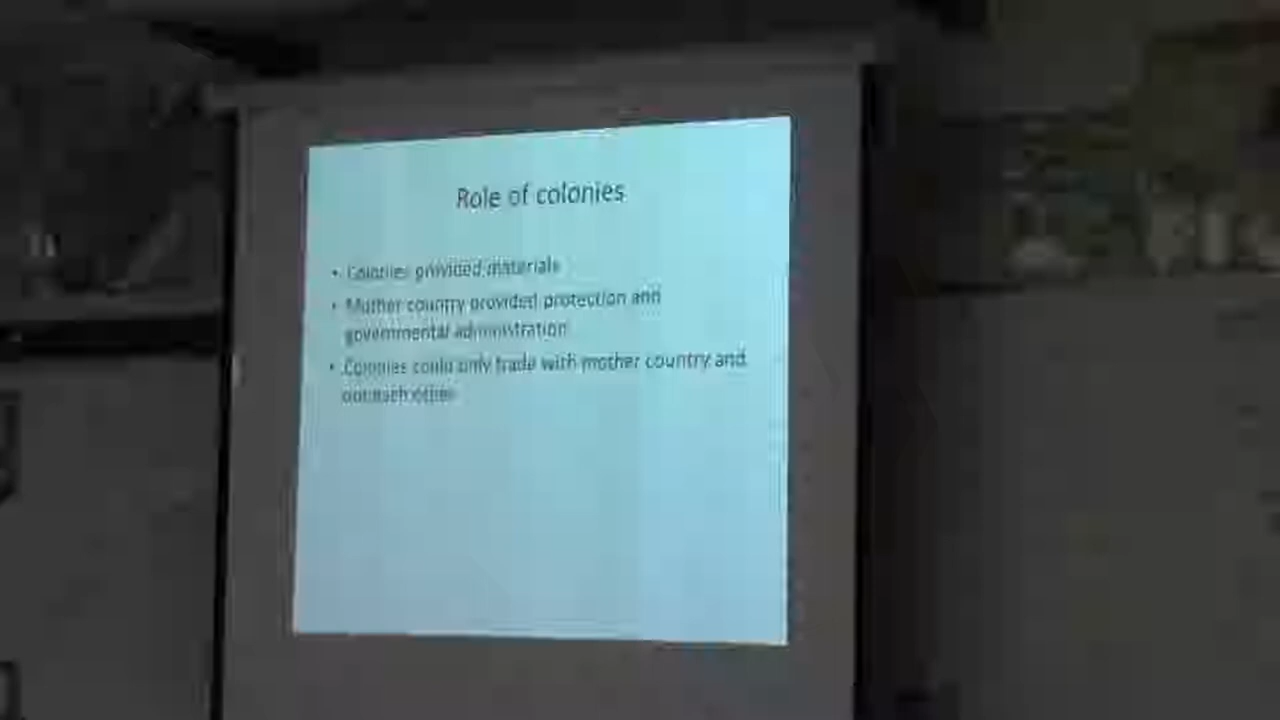 Role of colonies
• Colonies provided materials
• Mother country provided protection and
governmental administration
• Colonies could only trade with mother country and
not each other